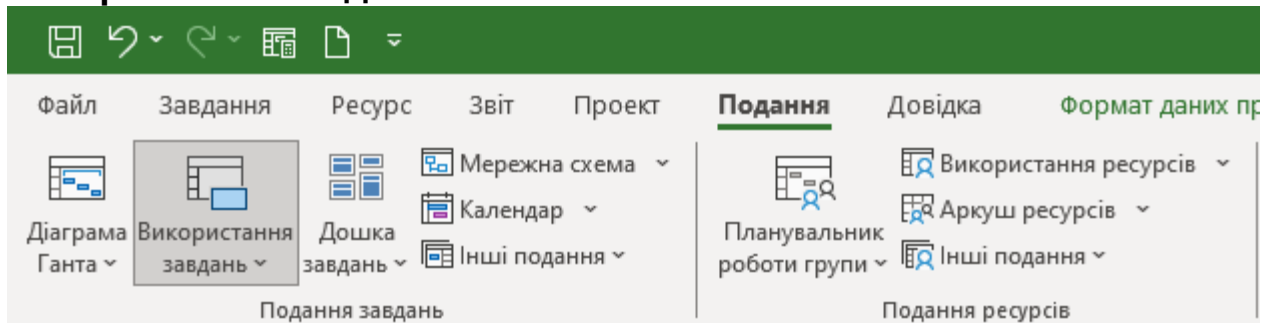 Файл Завдання Ресурс Звіт Проект Подання Довідка Формат даних
Мережна схема
Використання ресурсів
Календар
Аркуш ресурсів
Діаграма Ганта
Використання завдань
Дошка завдань
Інші подання
Планувальник роботи групи
Інші подання
Подання завдань
Подання ресурсів